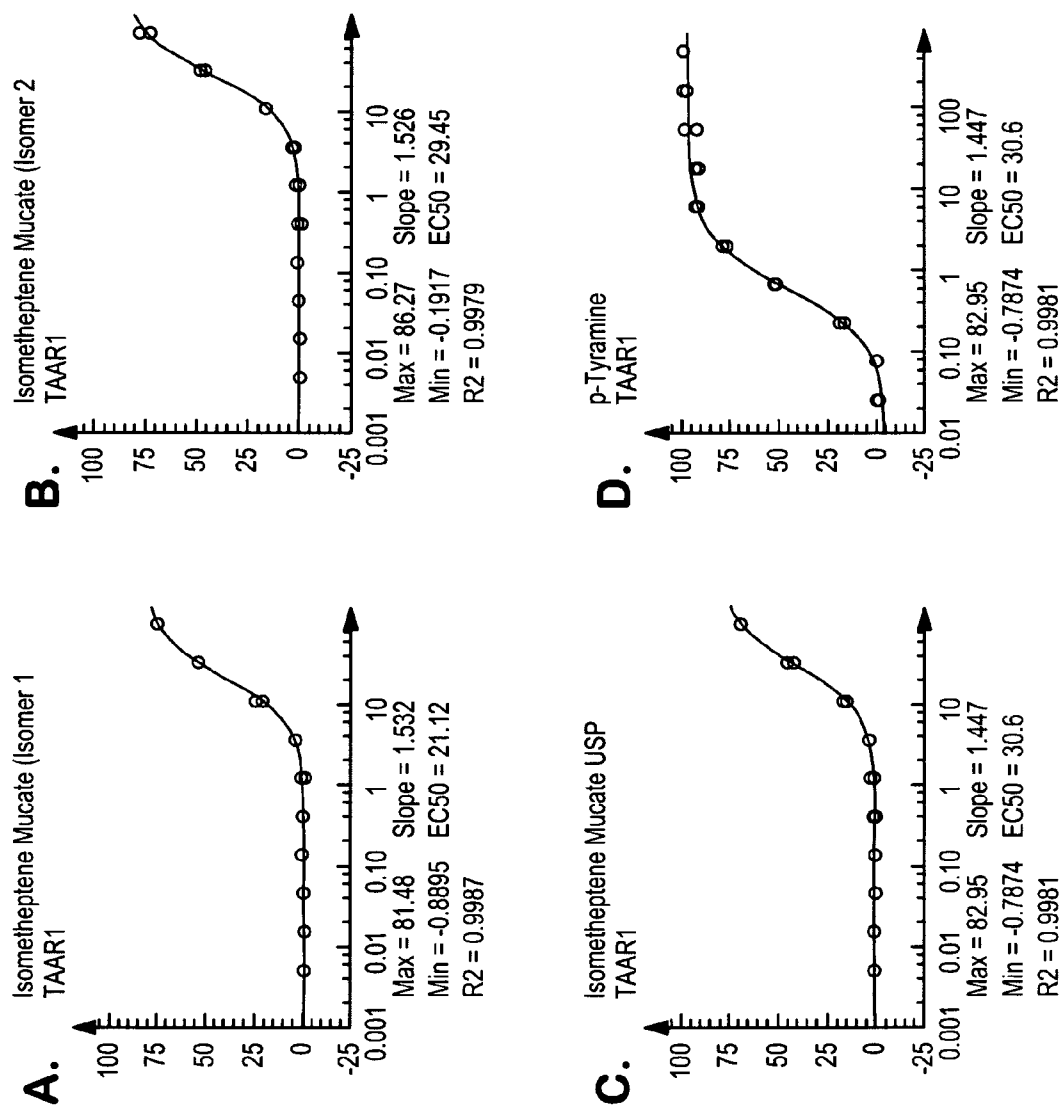 A.
Isometheptene Mucate (Isomer 1
TAAR1
100
75
50
25
0
-25
0.001 0.01 0.10 1 10
Max = 81.48 Slope = 1.532
Min = -0.8895 EC50 = 21.12
R2 = 0.9987
B.
Isometheptene Mucate (Isomer 2
TAAR1
100
75
50
25
0
-25
0.001 0.01 0.10 1 10
Max = 86.27 Slope = 1.526
Min = -0.1917 EC50 = 29.45
R2 = 0.9979
C.
Isometheptene Mucate USP
TAAR1
100
75
50
25
0
-25
0.001 0.01 0.10 1 10
Max = 82.95 Slope = 1.447
Min = -0.7874 EC50 = 30.6
R2 = 0.9981
D.
p-Tyramine
TAAR1
100
75
50
25
0
-25
0.01 0.10 1 10 100
Max = 82.95 Slope = 1.447
Min = -0.7874 EC50 = 30.6
R2 = 0.9981